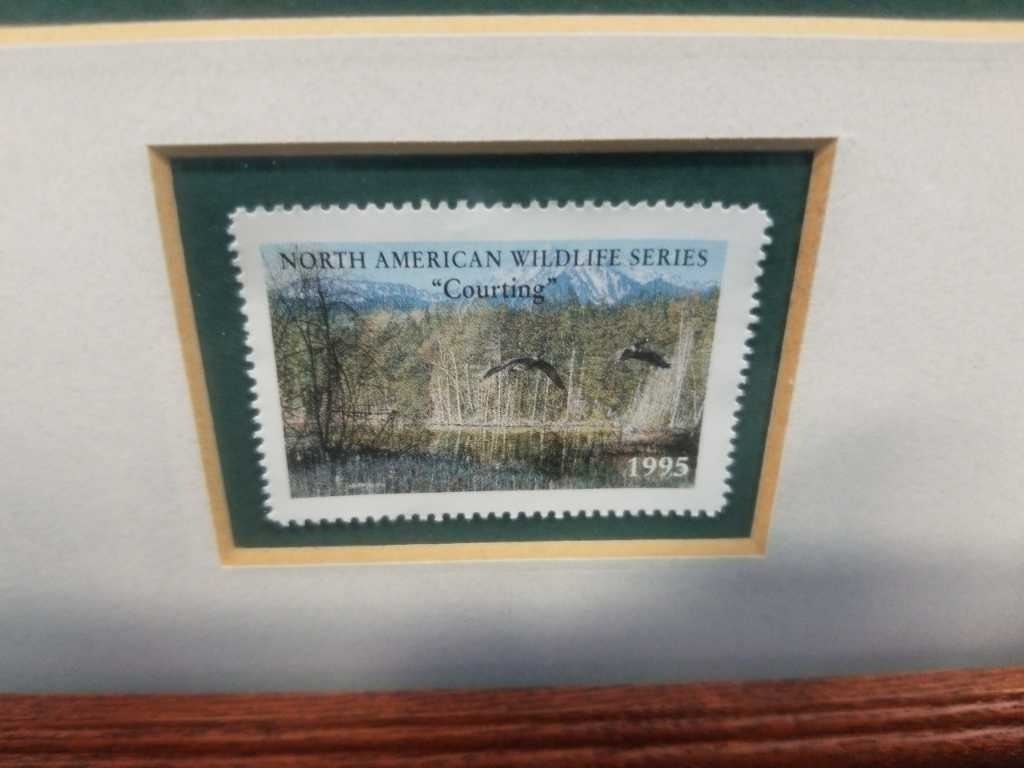 NORTH AMERICAN WILDLIFE SERIES
“Courting”
1995